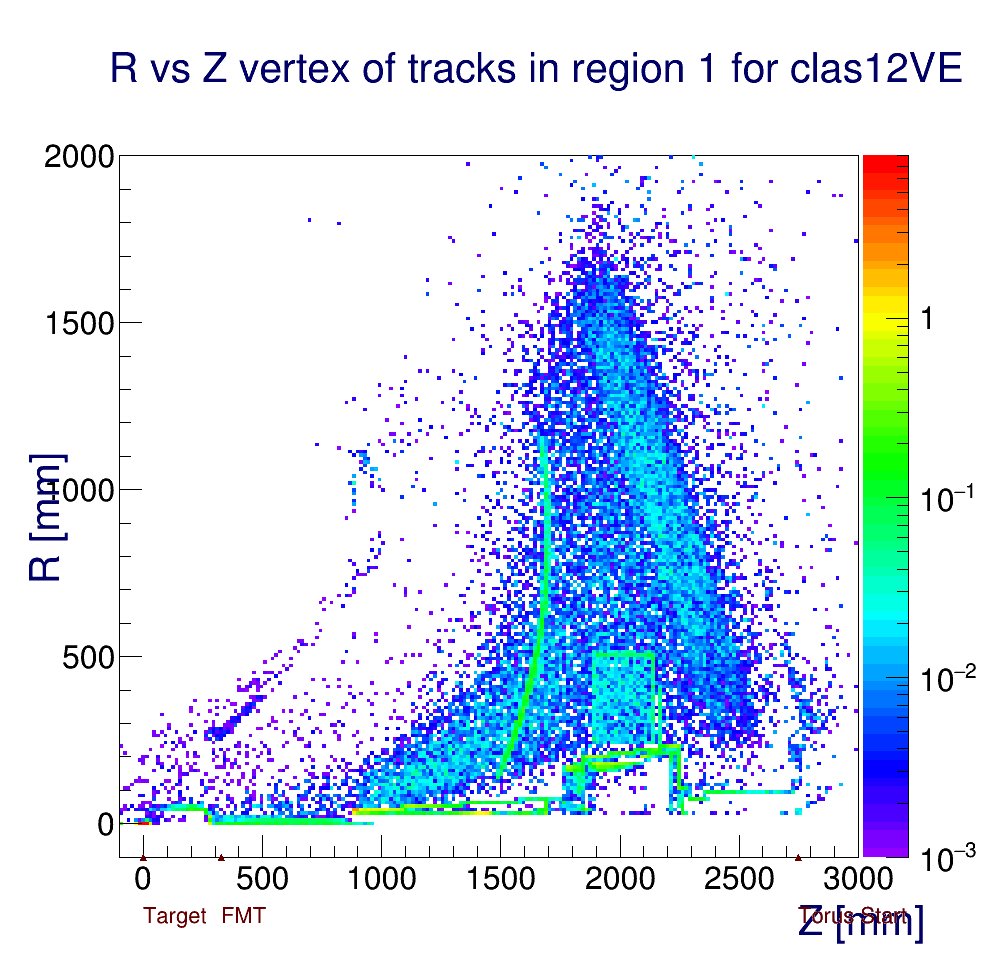 R vs Z vertex of tracks in region 1 for clas12VE
2000
1500
1000
500
0
R [mm]
1
10⁻¹
10⁻²
10⁻³
0 500 1000 1500 2000 2500 3000
Target FMT Torus Start
Z [mm]